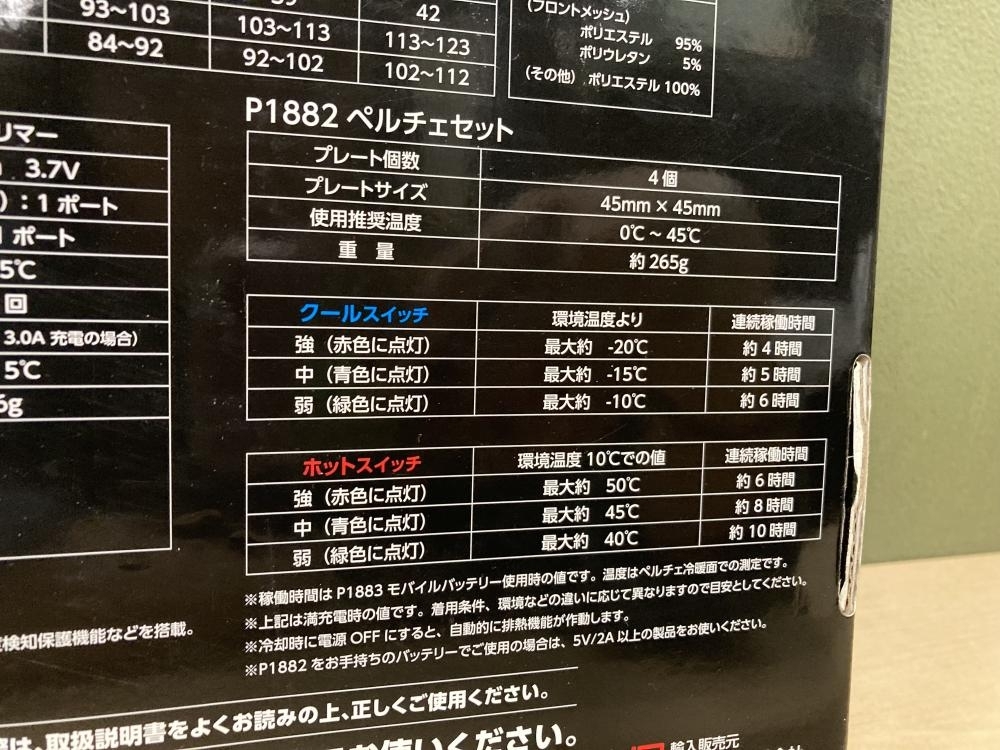 93〜103
42
103〜113
113〜123
84〜92
92〜102
102〜112
(フロントメッシュ)
ポリエステル 95%
ポリウレタン 5%
(その他) ポリエステル 100%
リマー
3.7V
):1ポート
ポート
5℃
回
3.0A 充電の場合)
5℃
6g
検知保護機能などを搭載。
P1882 ペルチェセット
プレート個数 4個
プレートサイズ 45mm × 45mm
使用推奨温度 0℃ 〜 45℃
重 量 約 265g
クールスイッチ 環境温度より 連続稼働時間
強(赤色に点灯) 最大約 -20℃ 約 4 時間
中(青色に点灯) 最大約 -15℃ 約 5 時間
弱(緑色に点灯) 最大約 -10℃ 約 6 時間
ホットスイッチ 環境温度 10℃での値 連続稼働時間
強(赤色に点灯) 最大約 50℃ 約 6 時間
中(青色に点灯) 最大約 45℃ 約 8 時間
弱(緑色に点灯) 最大約 40℃ 約 10 時間
※稼働時間は P1883 モバイルバッテリー使用時の値です。温度はペルチェ冷暖面での測定です。
※上記は満充電時の値です。着用条件、環境などの違いに応じて異なりますので目安としてください。
※冷却時に電源 OFF にすると、自動的に排熱機能が作動します。
※P1882 をお手持ちのバッテリーでご使用の場合は、5V/2A 以上の製品をお使いください。
は、取扱説明書をよくお読みの上、正しくご使用ください。
お使いください。
輸入販売元